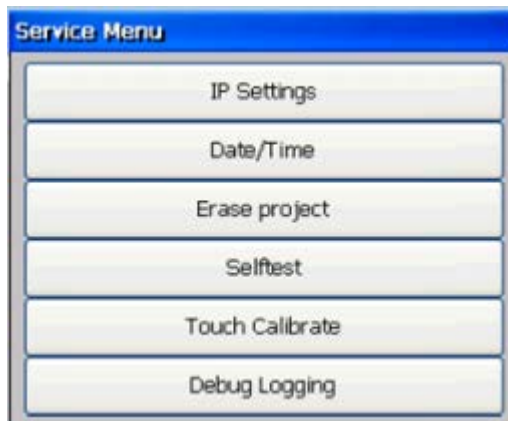 Service Menu
IP Settings
Date/Time
Erase project
Selftest
Touch Calibrate
Debug Logging